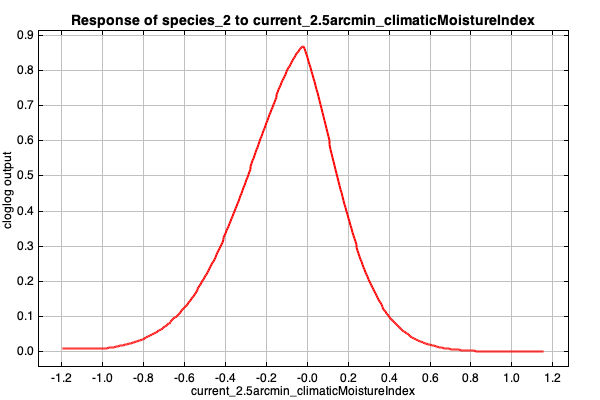 Response of species_2 to current_2.5arcmin_climaticMoistureIndex
0.9
0.8
0.7
0.6
0.5
0.4
0.3
0.2
0.1
0.0
cloglog output
-1.2 -1.0 -0.8 -0.6 -0.4 -0.2 -0.0 0.2 0.4 0.6 0.8 1.0 1.2
current_2.5arcmin_climaticMoistureIndex